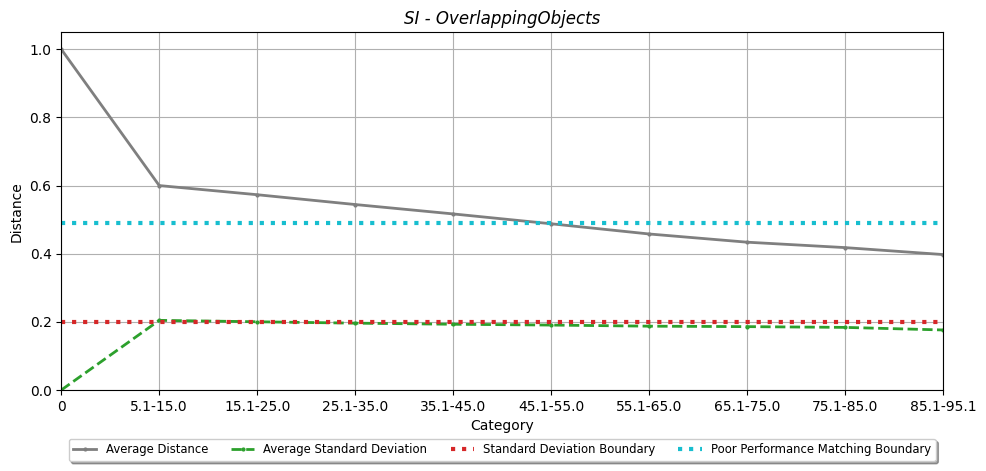 SI - OverlappingObjects
1.0
0.8
0.6
0.4
0.2
0.0
Distance
0 5.1-15.0 15.1-25.0 25.1-35.0 35.1-45.0 45.1-55.0 55.1-65.0 65.1-75.0 75.1-85.0 85.1-95.1
Category
Average Distance Average Standard Deviation Standard Deviation Boundary Poor Performance Matching Boundary